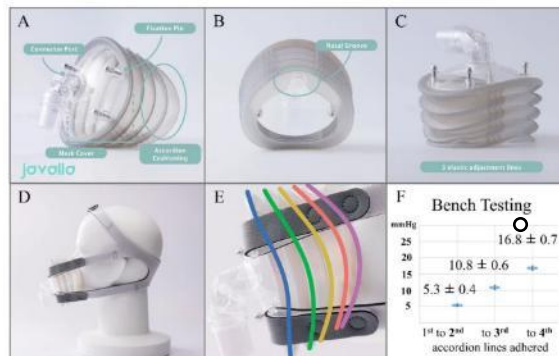 A
Connector Port
Fixation Pin
Mask Cover
Accordion Cushioning
javalia
B
Nasal Groove
C
5 elastic adjustment lines
D
E
F
Bench Testing
mmHg
25
20
15
10
5
16.8 ± 0.7
10.8 ± 0.6
5.3 ± 0.4
1st to 2nd
to 3rd
to 4th
accordion lines adhered